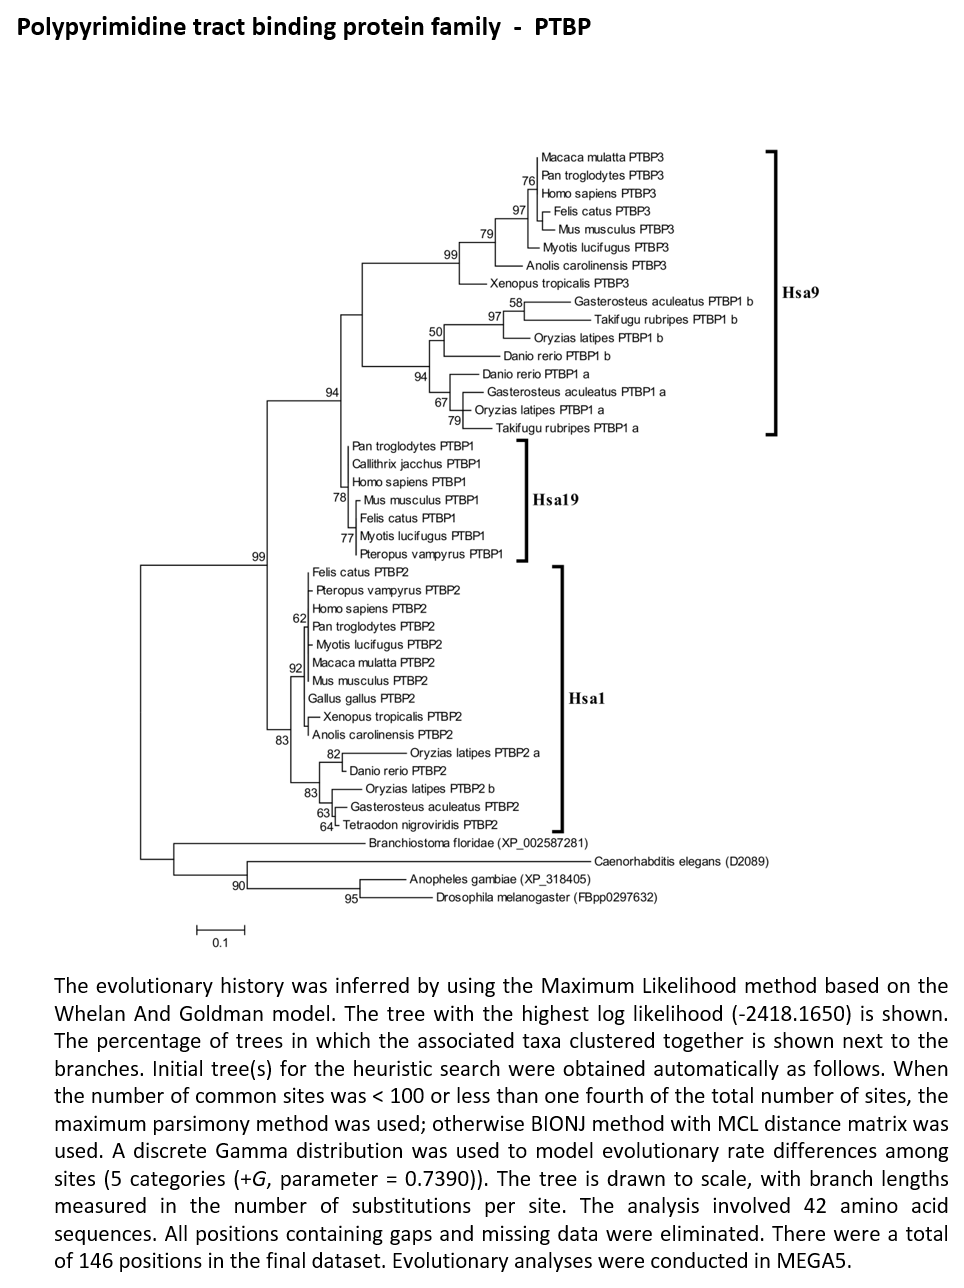 Polypyrimidine tract binding protein family - PTBP
Macaca mulatta PTBP3
Pan troglodytes PTBP3
76
Homo sapiens PTBP3
97
Felis catus PTBP3
Mus musculus PTBP3
79
Myotis lucifugus PTBP3
99
Anolis carolinensis PTBP3
Xenopus tropicalis PTBP3
Hsa9
58
Gasterosteus aculeatus PTBP1 b
97
Takifugu rubripes PTBP1 b
50
Oryzias latipes PTBP1 b
Danio rerio PTBP1 b
94
Danio rerio PTBP1 a
Gasterosteus aculeatus PTBP1 a
94
67
Oryzias latipes PTBP1 a
79
Takifugu rubripes PTBP1 a
Pan troglodytes PTBP1
Callithrix jacchus PTBP1
Homo sapiens PTBP1
78
Mus musculus PTBP1
Hsa19
Felis catus PTBP1
77
Myotis lucifugus PTBP1
Pteropus vampyrus PTBP1
99
Felis catus PTBP2
Pteropus vampyrus PTBP2
Homo sapiens PTBP2
62
Pan troglodytes PTBP2
Myotis lucifugus PTBP2
92
Macaca mulatta PTBP2
Mus musculus PTBP2
Gallus gallus PTBP2
Hsa1
Xenopus tropicalis PTBP2
83
Anolis carolinensis PTBP2
82
Oryzias latipes PTBP2 a
Danio rerio PTBP2
83
Oryzias latipes PTBP2 b
63
Gasterosteus aculeatus PTBP2
64
Tetraodon nigroviridis PTBP2
Branchiostoma floridae (XP_002587281)
Caenorhabditis elegans (D2089)
90
Anopheles gambiae (XP_318405)
95
Drosophila melanogaster (FBpp0297632)
0.1
The evolutionary history was inferred by using the Maximum Likelihood method based on the
Whelan And Goldman model. The tree with the highest log likelihood (-2418.1650) is shown.
The percentage of trees in which the associated taxa clustered together is shown next to the
branches. Initial tree(s) for the heuristic search were obtained automatically as follows. When
the number of common sites was < 100 or less than one fourth of the total number of sites, the
maximum parsimony method was used; otherwise BIONJ method with MCL distance matrix was
used. A discrete Gamma distribution was used to model evolutionary rate differences among
sites (5 categories (+G, parameter = 0.7390)). The tree is drawn to scale, with branch lengths
measured in the number of substitutions per site. The analysis involved 42 amino acid
sequences. All positions containing gaps and missing data were eliminated. There were a total
of 146 positions in the final dataset. Evolutionary analyses were conducted in MEGA5.